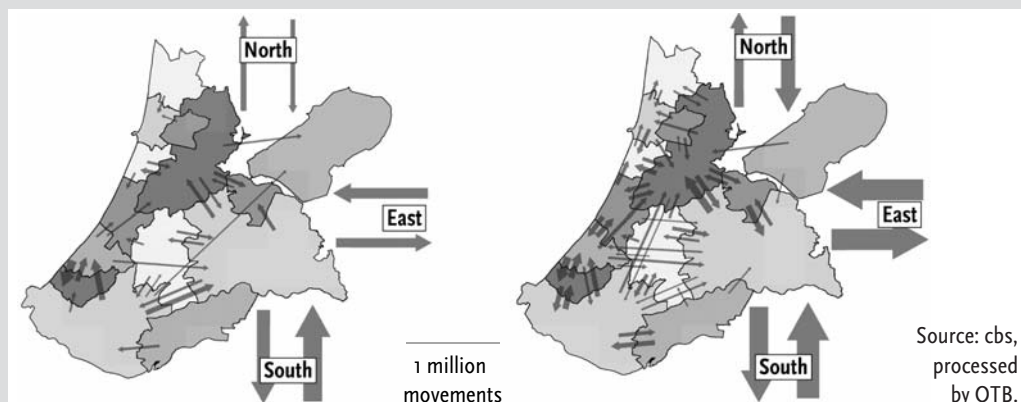 North
East
South
1 million
movements
North
East
South
Source: cbs,
processed
by OTB.